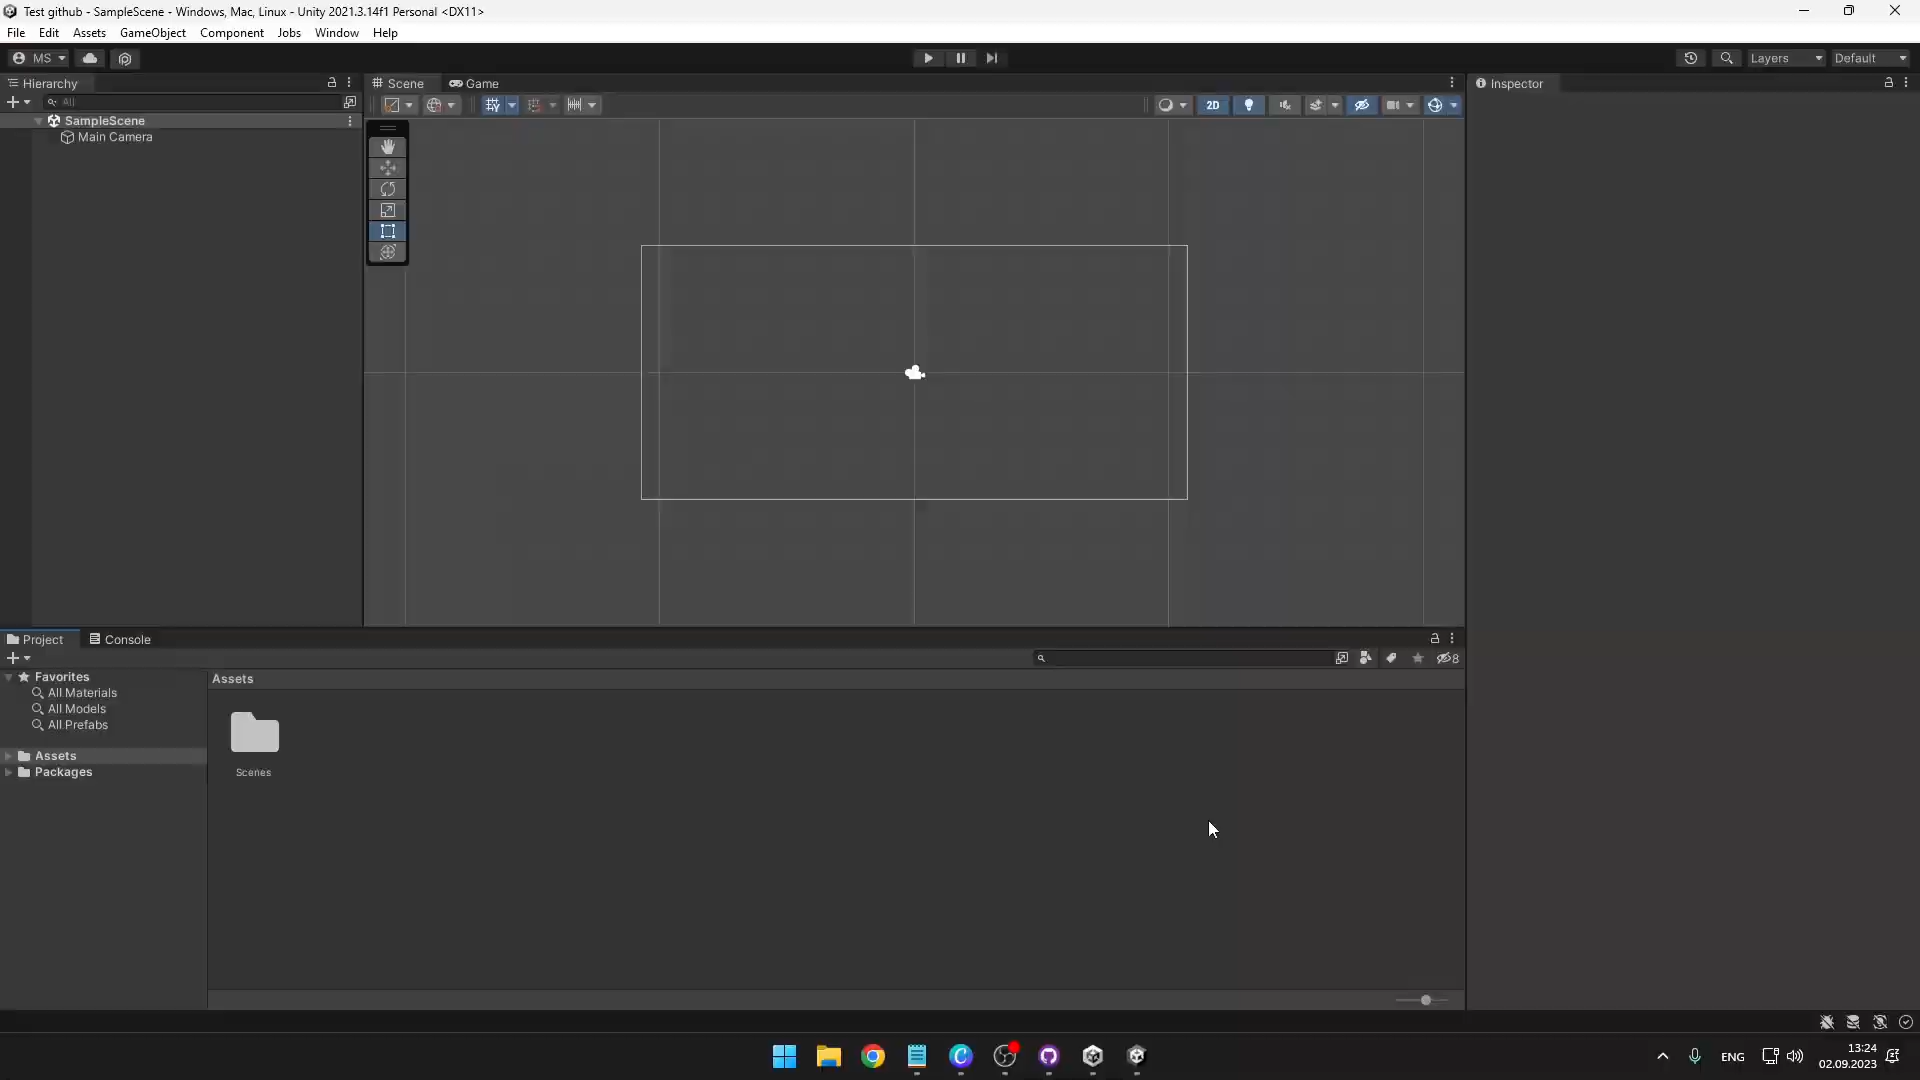 Test github - SampleScene - Windows, Mac, Linux - Unity 2021.3.14f1 Personal <DX11>
File Edit Assets GameObject Component Jobs Window Help
MS Layers Default
Hierarchy Scene Game Inspector
All
2D
SampleScene
Main Camera
Project Console
8
Favorites Assets
All Materials
All Models
All Prefabs
Assets
Packages
Scenes
ENG 13:24
02.09.2023